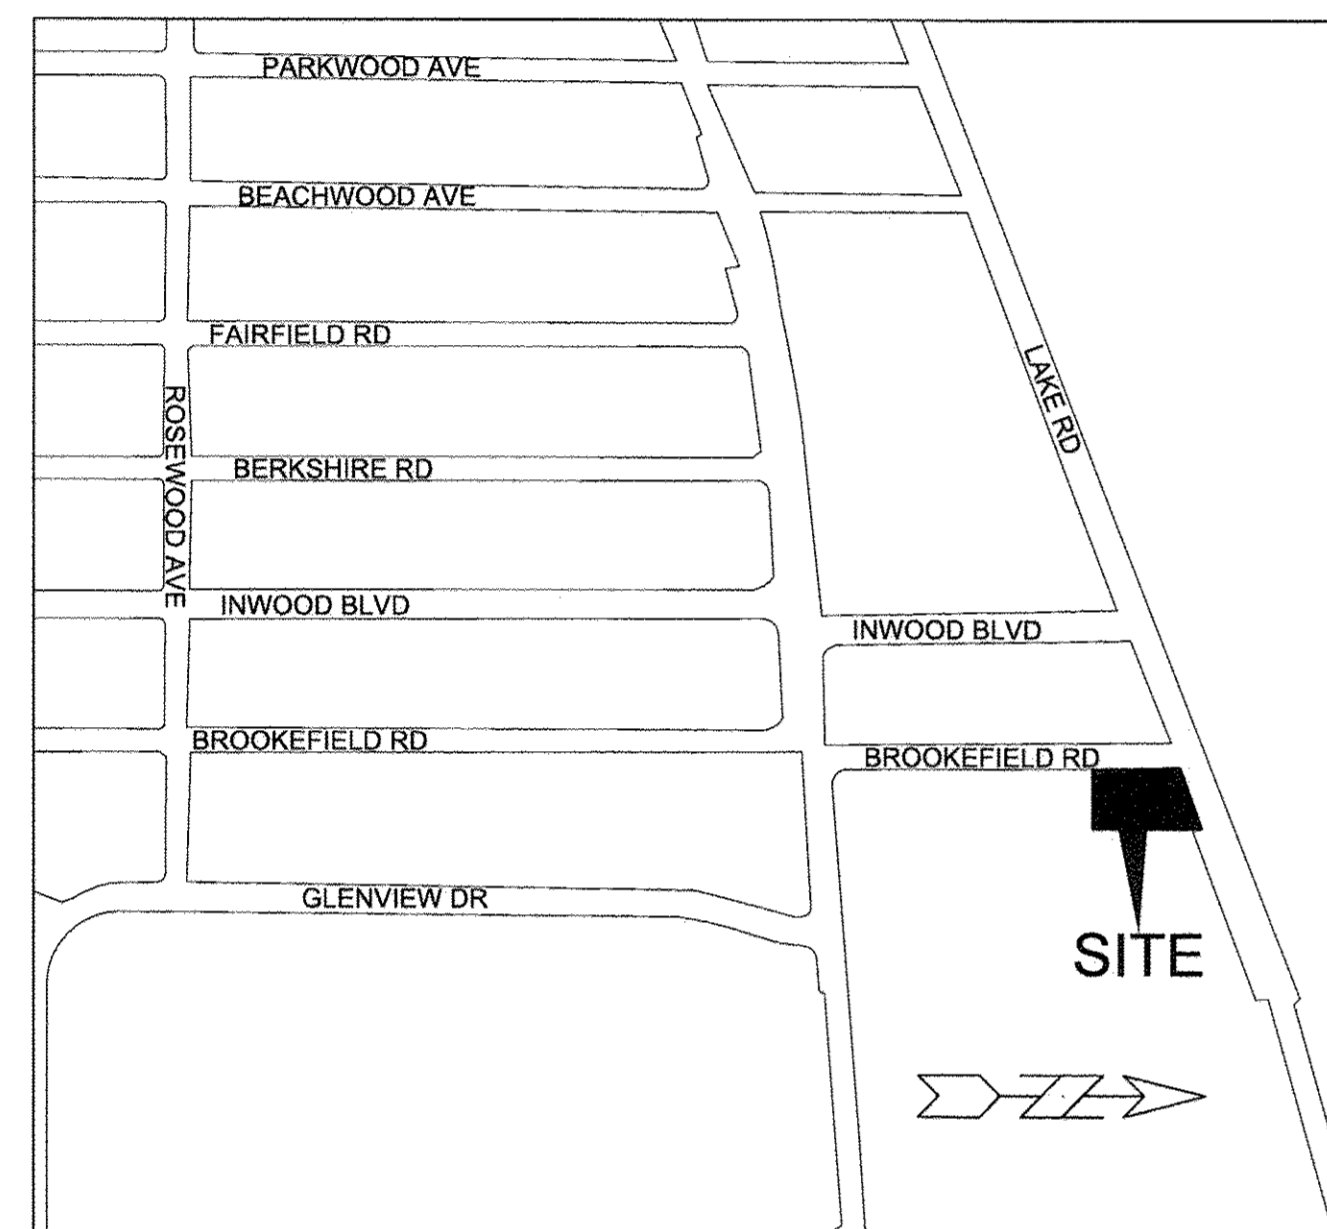 PARKWOOD AVE
BEACHWOOD AVE
FAIRFIELD RD
LAKE RD
ROSEWOOD AVE
BERKSHIRE RD
INWOOD BLVD
INWOOD BLVD
BROOKEFIELD RD
BROOKEFIELD RD
GLENVIEW DR
SITE
N